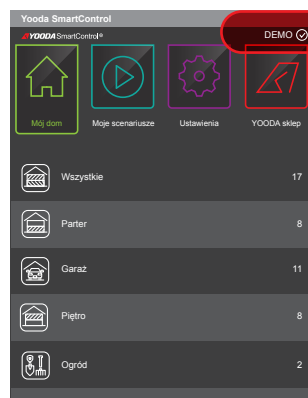 Yooda SmartControl
YOODA SmartControl®
DEMO
Mój dom
Moje scenariusze
Ustawienia
YOODA sklep
Wszystkie 17
Parter 8
Garaż 11
Piętro 8
Ogród 2